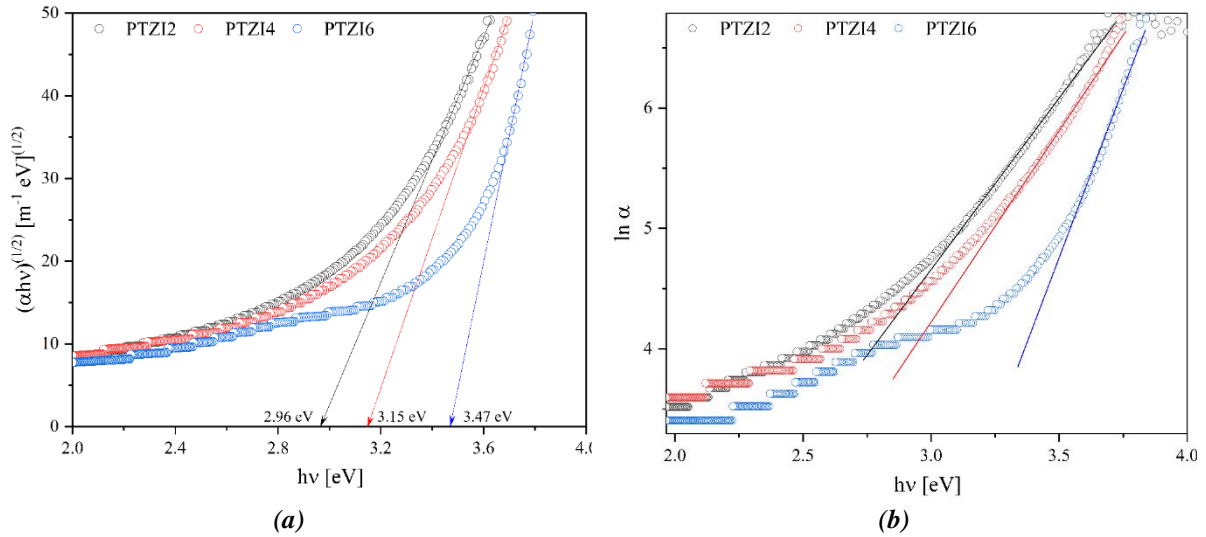 PTZI2 PTZI4 PTZI6
50
40
30
20
10
0
(αhν)^(1/2) [m⁻¹ eV]^(1/2)
2.96 eV 3.15 eV 3.47 eV
2.0 2.4 2.8 3.2 3.6 4.0
hν [eV]
(a)
PTZI2 PTZI4 PTZI6
6
5
4
ln α
2.0 2.5 3.0 3.5 4.0
hν [eV]
(b)